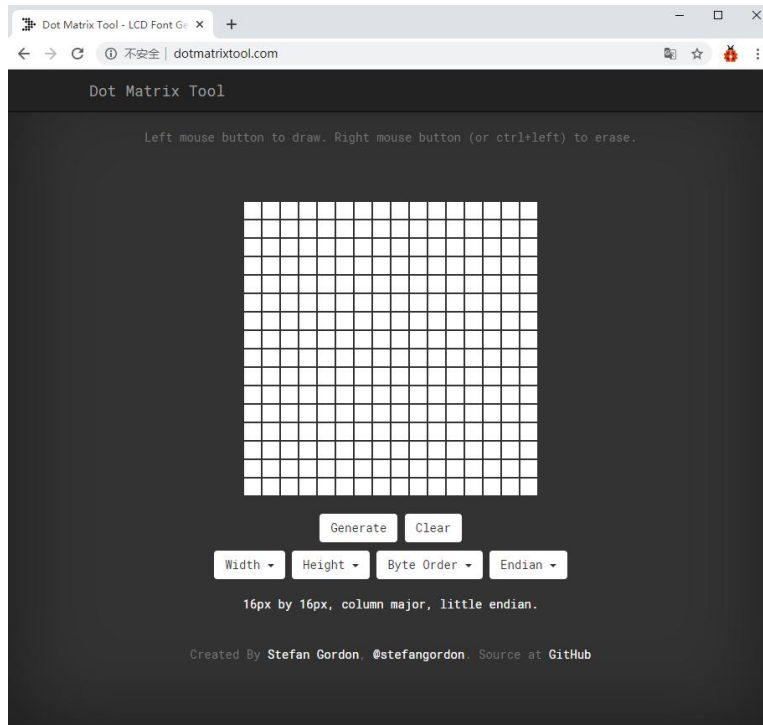 Dot Matrix Tool - LCD Font Ge
不安全 | dotmatrixtool.com
Dot Matrix Tool
Left mouse button to draw. Right mouse button (or ctrl+left) to erase.
Generate Clear
Width Height Byte Order Endian
16px by 16px, column major, little endian.
Created By Stefan Gordon, @stefangordon. Source at GitHub